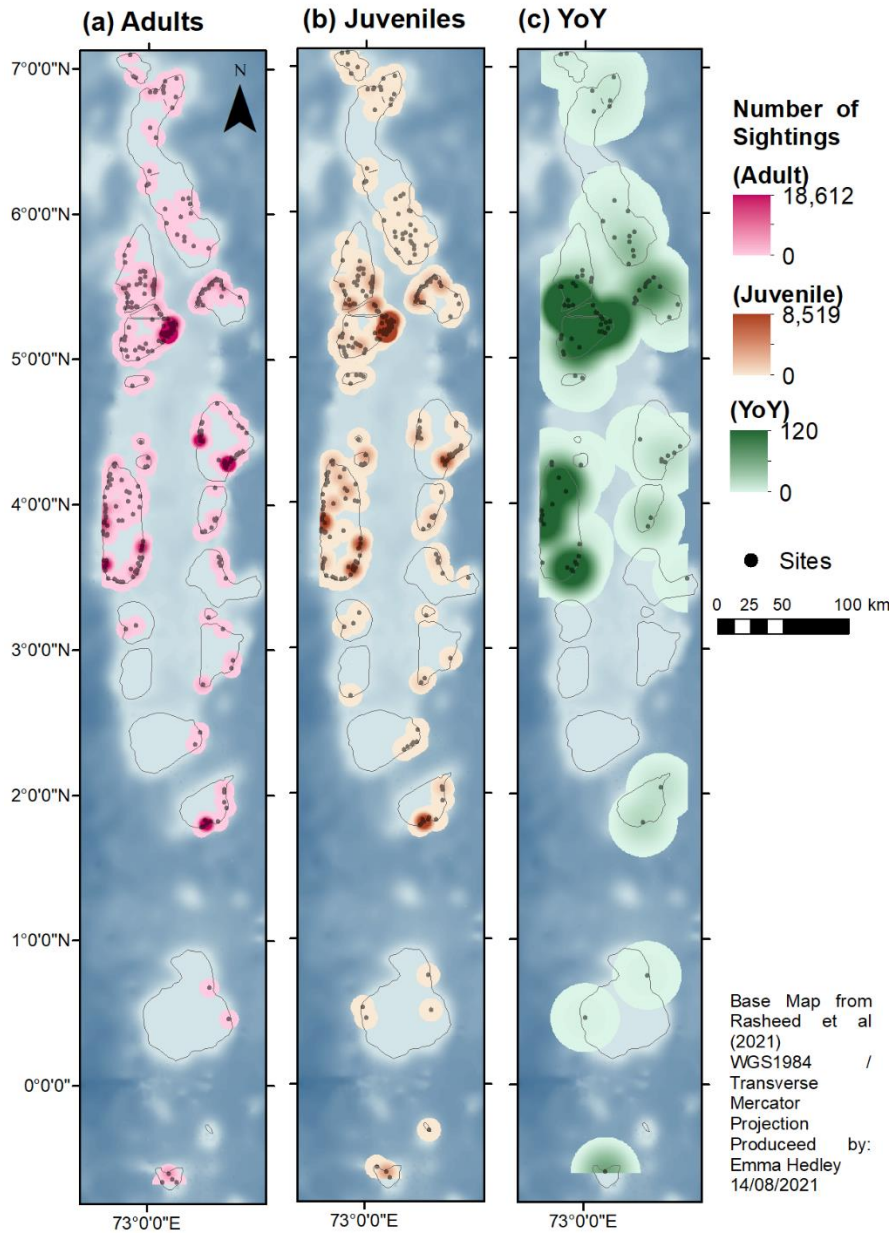 (a) Adults
(b) Juveniles
(c) YoY
N
7°0'0"N
6°0'0"N
5°0'0"N
4°0'0"N
3°0'0"N
2°0'0"N
1°0'0"N
0°0'0"
73°0'0"E
73°0'0"E
73°0'0"E
Number of
Sightings
(Adult)
18,612
0
(Juvenile)
8,519
0
(YoY)
120
0
Sites
0 25 50 100 km
Base Map from
Rasheed et al
(2021)
WGS1984 /
Transverse
Mercator
Projection
Produceed by:
Emma Hedley
14/08/2021